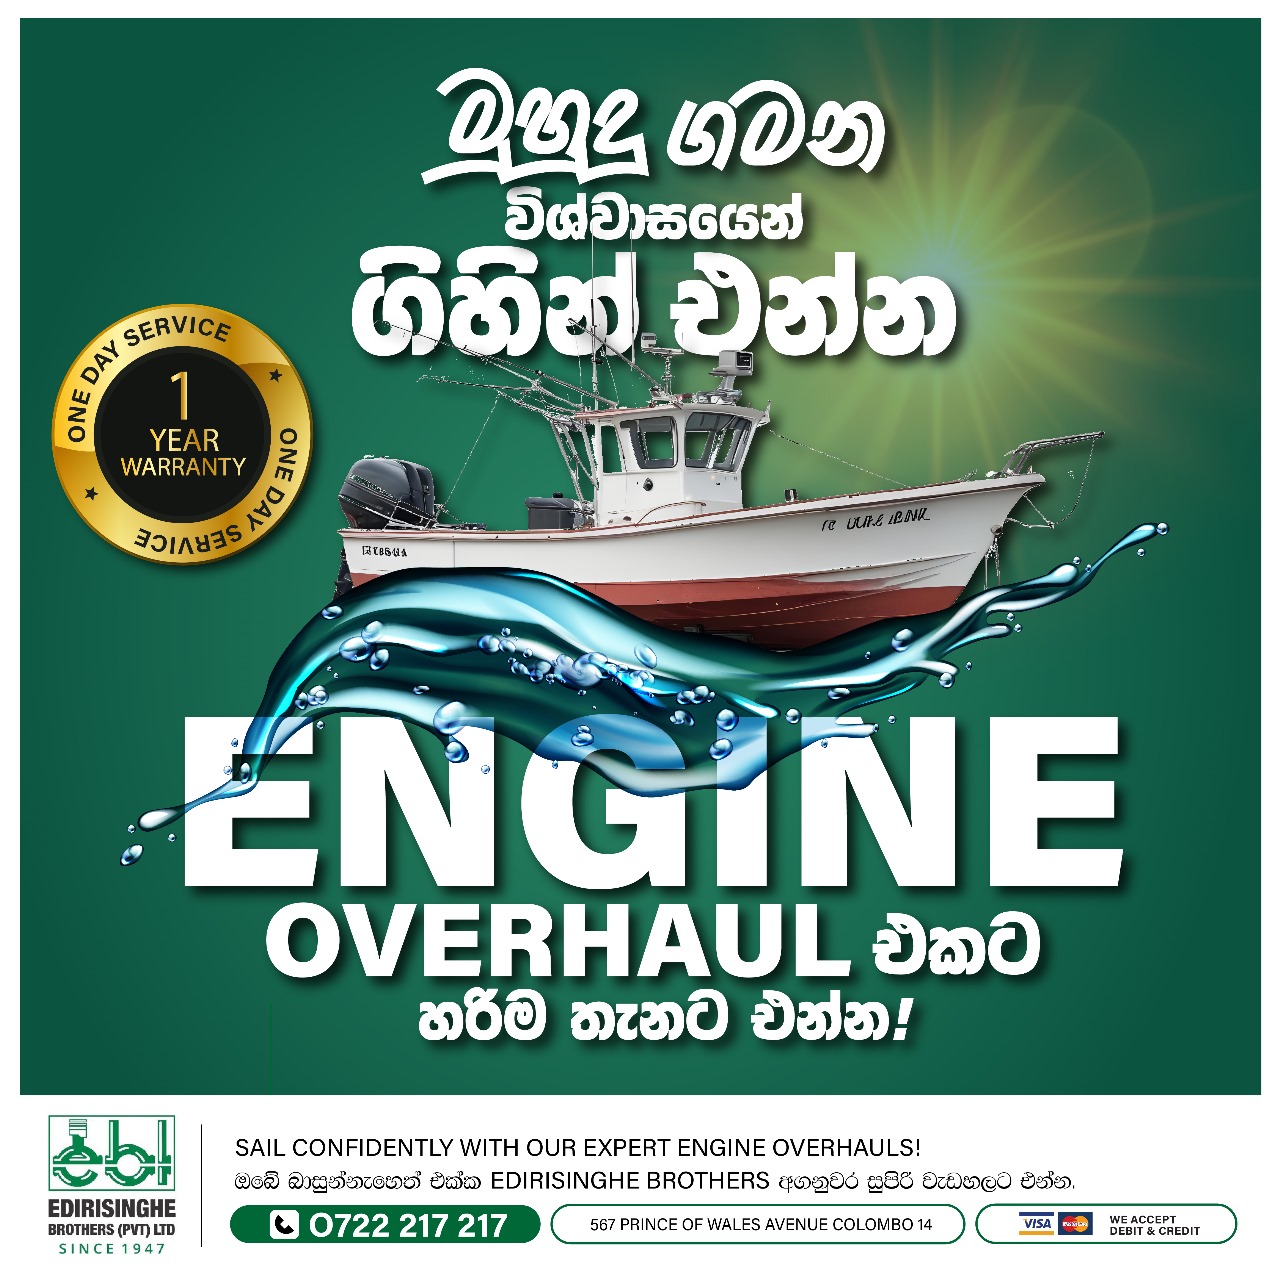 මුහුදු ගමන
විශ්වාසයෙන්
ගිහින් එන්න
ONE DAY SERVICE
1
YEAR
WARRANTY
ONE DAY SERVICE
ENGINE
OVERHAUL එකට
හරිම තැනට එන්න!
ebl
EDIRISINGHE
BROTHERS (PVT) LTD
SINCE 1947
SAIL CONFIDENTLY WITH OUR EXPERT ENGINE OVERHAULS!
ඔබේ බාසුන්නැහෙත් එක්ක EDIRISINGHE BROTHERS අගනුවර සුපිරි වැඩහලට එන්න.
0722 217 217
567 PRINCE OF WALES AVENUE COLOMBO 14
VISA
MasterCard
WE ACCEPT
DEBIT & CREDIT